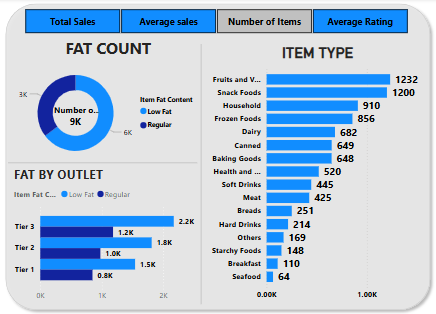 Total Sales
Average sales
Number of Items
Average Rating
FAT COUNT
3K
Number o...
9K
6K
Item Fat Content
Low Fat
Regular
FAT BY OUTLET
Item Fat C... Low Fat Regular
Tier 3
2.2K
1.2K
Tier 2
1.8K
1.0K
Tier 1
1.5K
0.8K
0K 1K 2K
ITEM TYPE
Fruits and V... 1232
Snack Foods 1200
Household 910
Frozen Foods 856
Dairy 682
Canned 649
Baking Goods 648
Health and ... 520
Soft Drinks 445
Meat 425
Breads 251
Hard Drinks 214
Others 169
Starchy Foods 148
Breakfast 110
Seafood 64
0.00K 1.00K